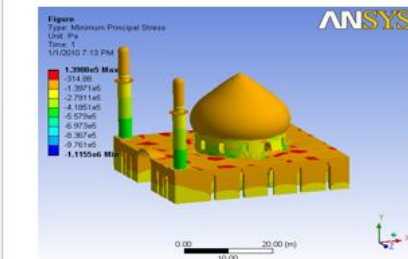 Figure
Type: Minimum Principal Stress
Unit: Pa
Time: 1
1/1/2010 7:13 PM
1.3988e5 Max
-314.88
-1.3971e5
-2.7911e5
-4.1851e5
-5.579e5
-6.973e5
-8.367e5
-9.761e5
-1.1155e6 Min
ANSYS
0.00
20.00 (m)
10.00
Y
X
Z